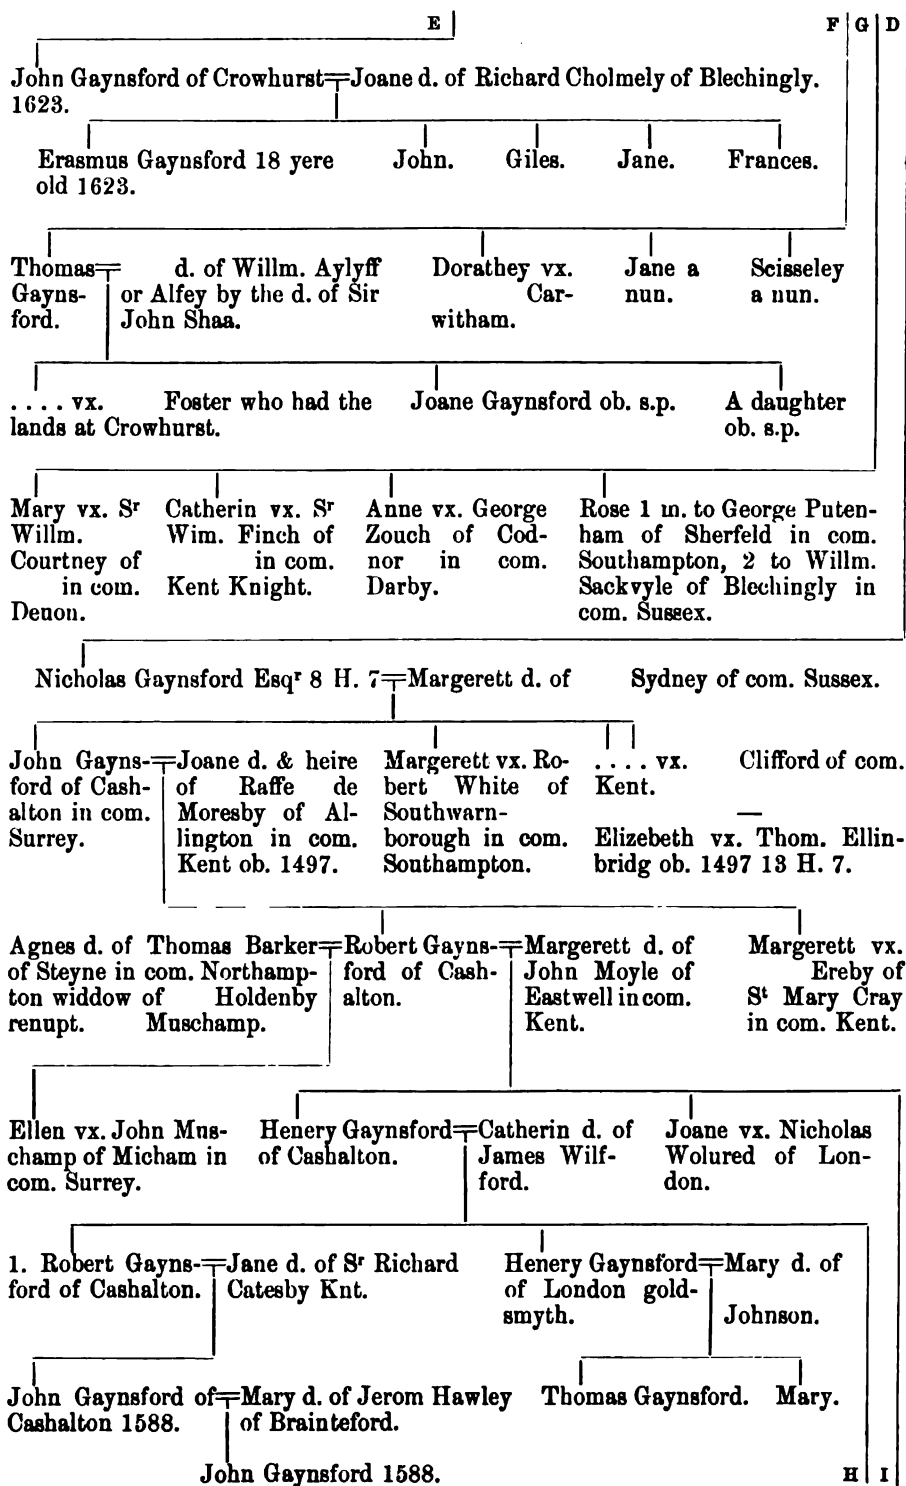 E F G D
John Gaynsford of Crowhurst=Joane d. of Richard Cholmely of Blechingly.
1623.
Erasmus Gaynsford 18 yere old 1623.
John. Giles. Jane. Frances.
Thomas= d. of Willm. Aylyff Dorathey vx. Jane a Scisseley
Gayns- or Alfey by the d. of Sir Car- nun. a nun.
ford. John Shaa. witham.
. . . . vx. Foster who had the Joane Gaynsford ob. s.p. A daughter
lands at Crowhurst. ob. s.p.
Mary vx. Sʳ Catherin vx. Sʳ Anne vx. George Rose 1 m. to George Puten-
Willm. Wim. Finch of Zouch of Cod- ham of Sherfeld in com.
Courtney of in com. nor in com. Southampton, 2 to Willm.
in com. Kent Knight. Darby. Sackvyle of Blechingly in
Deuon. com. Sussex.
Nicholas Gaynsford Esqʳ 8 H. 7=Margerett d. of Sydney of com. Sussex.
John Gayns-=Joane d. & heire Margerett vx. Ro- . . . . vx. Clifford of com.
ford of Cash- of Raffe de bert White of Kent.
alton in com. Moresby of Al- Southwarn- —
Surrey. lington in com. borough in com. Elizebeth vx. Thom. Ellin-
Kent ob. 1497. Southampton. bridg ob. 1497 13 H. 7.
Agnes d. of Thomas Barker=Robert Gayns-=Margerett d. of Margerett vx.
of Steyne in com. Northamp- ford of Cash- John Moyle of Ereby of
ton widdow of Holdenby alton. Eastwell in com. Sᵗ Mary Cray
renupt. Muschamp. Kent. in com. Kent.
Ellen vx. John Mus- Henery Gaynsford=Catherin d. of Joane vx. Nicholas
champ of Micham in of Cashalton. James Wilf- Wolured of Lon-
com. Surrey. ford. don.
1. Robert Gayns-=Jane d. of Sʳ Richard Henery Gaynsford=Mary d. of
ford of Cashalton. Catesby Knt. of London gold-
smyth. Johnson.
John Gaynsford of=Mary d. of Jerom Hawley Thomas Gaynsford. Mary.
Cashalton 1588. of Brainteford.
John Gaynsford 1588. H I